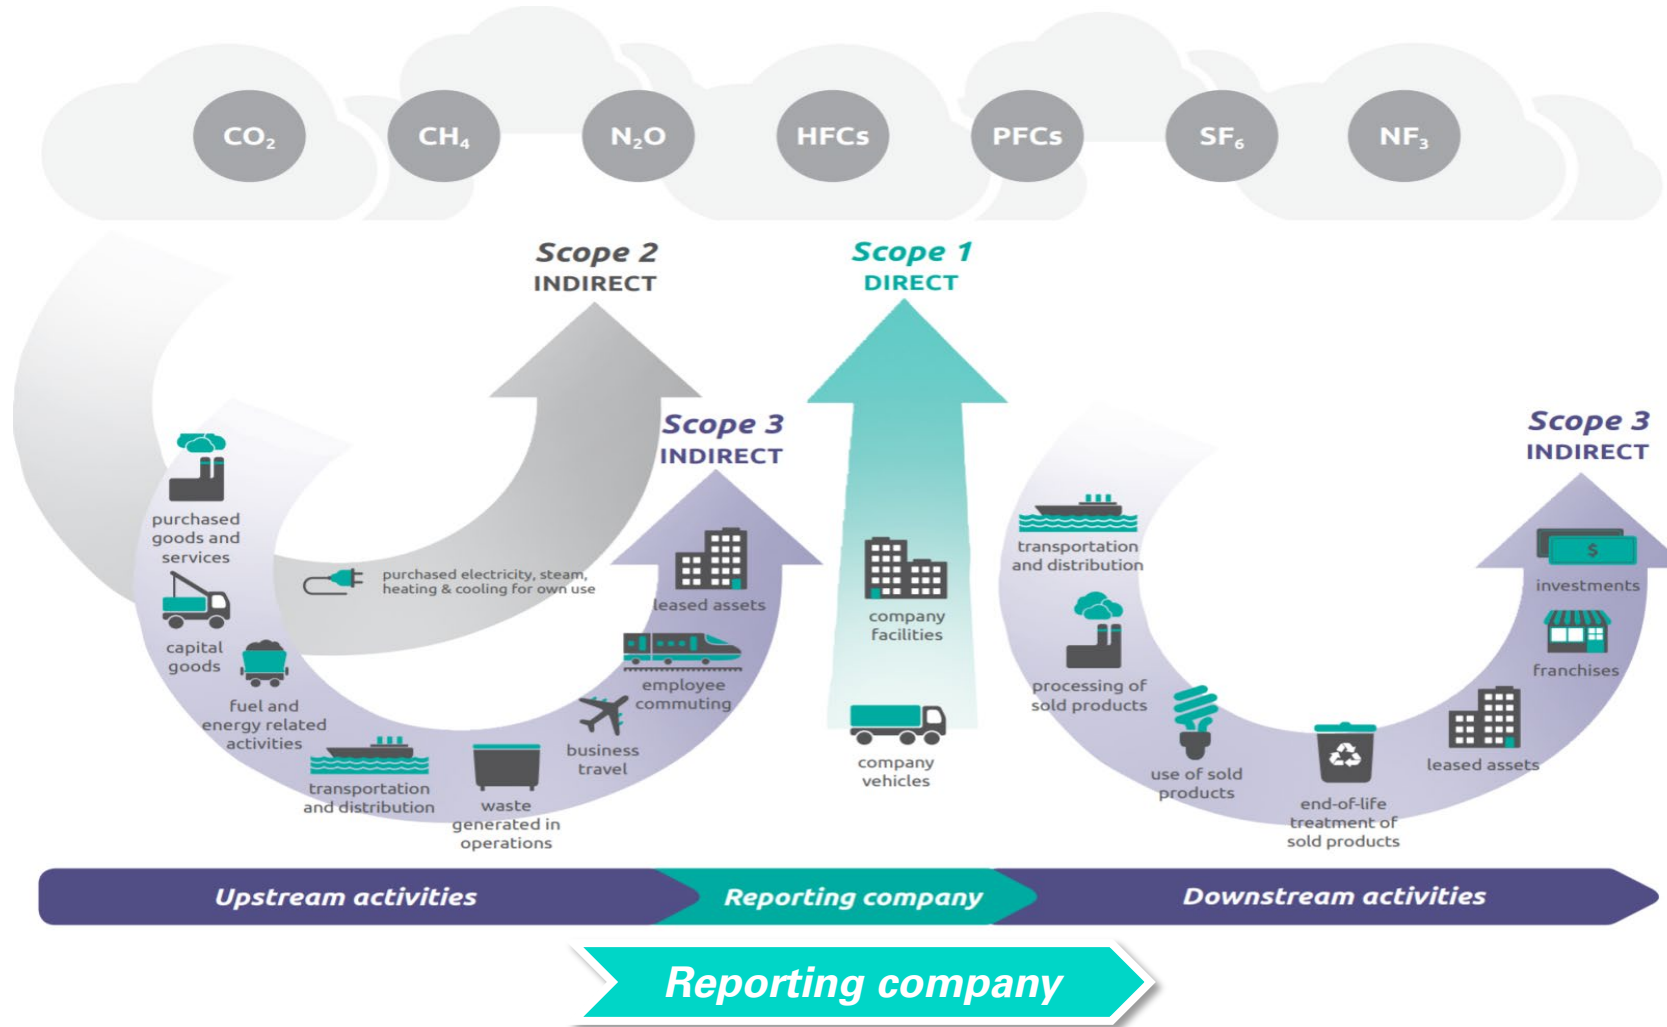 CO₂
CH₄
N₂O
HFCs
PFCs
SF₆
NF₃
Scope 2
INDIRECT
Scope 1
DIRECT
Scope 3
INDIRECT
Scope 3
INDIRECT
purchased
goods and
services
capital
goods
fuel and
energy related
activities
purchased electricity, steam,
heating & cooling for own use
transportation
and distribution
waste
generated in
operations
business
travel
employee
commuting
leased assets
company
facilities
company
vehicles
transportation
and distribution
processing of
sold products
use of sold
products
end-of-life
treatment of
sold products
leased assets
franchises
$
investments
Upstream activities
Reporting company
Downstream activities
Reporting company